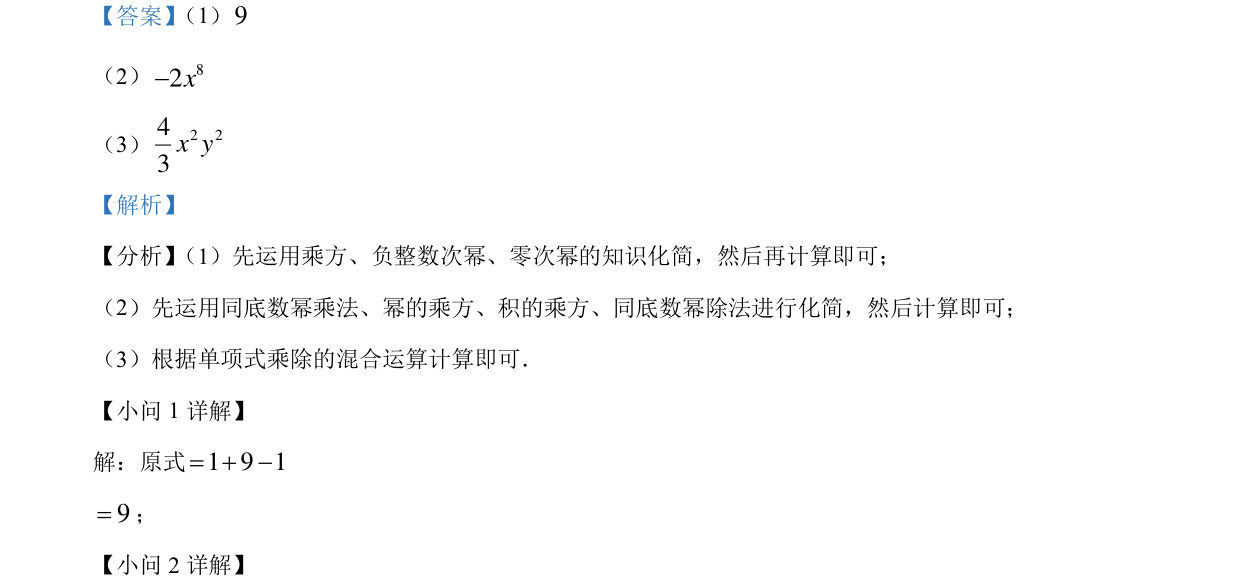 【答案】（1）9
（2）$-2x^8$
（3）$\frac{4}{3}x^2y^2$
【解析】
【分析】（1）先运用乘方、负整数次幂、零次幂的知识化简，然后再计算即可；
（2）先运用同底数幂乘法、幂的乘方、积的乘方、同底数幂除法进行化简，然后计算即可；
（3）根据单项式乘除的混合运算计算即可．
【小问 1 详解】
解：原式$=1+9-1$
$=9$；
【小问 2 详解】